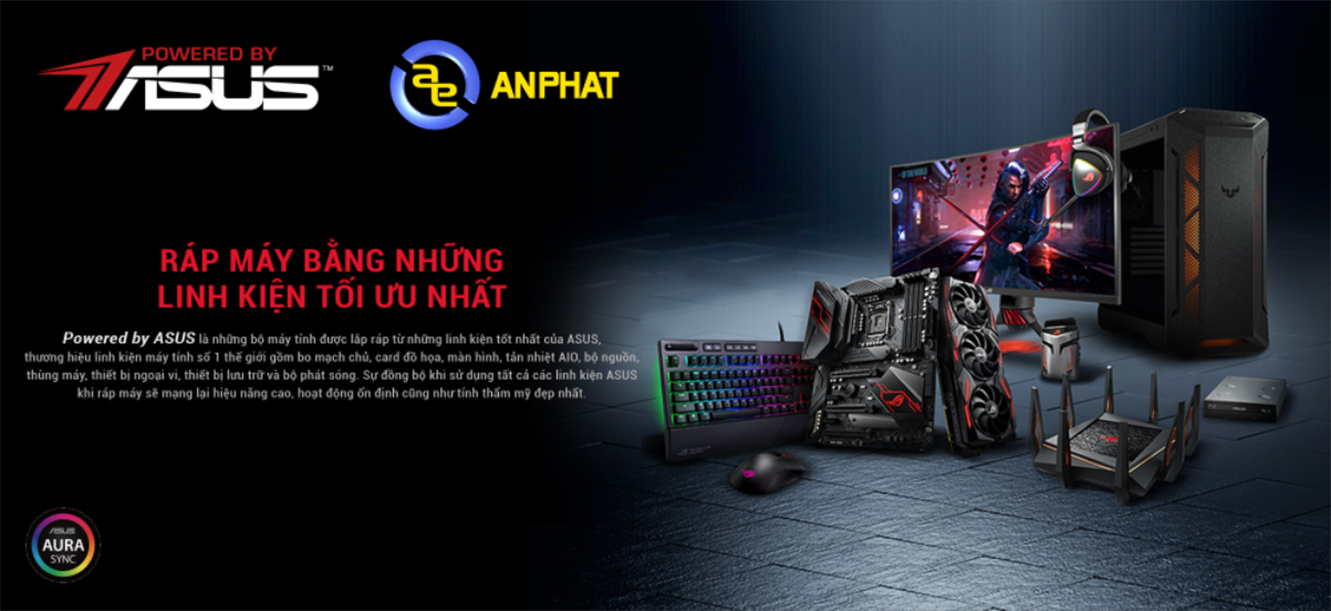 POWERED BY
ASUS™
ae ANPHAT
RÁP MÁY BẰNG NHỮNG
LINH KIỆN TỐI ƯU NHẤT
Powered by ASUS là những bộ máy tính được lắp ráp từ những linh kiện tốt nhất của ASUS,
thương hiệu linh kiện máy tính số 1 thế giới gồm bo mạch chủ, card đồ họa, màn hình, tản nhiệt AIO, bộ nguồn,
thùng máy, thiết bị ngoại vi, thiết bị lưu trữ và bộ phát sóng. Sự đồng bộ khi sử dụng tất cả các linh kiện ASUS
khi ráp máy sẽ mạng lại hiệu năng cao, hoạt động ổn định cũng như tính thẩm mỹ đẹp nhất.
ASUS
AURA
SYNC